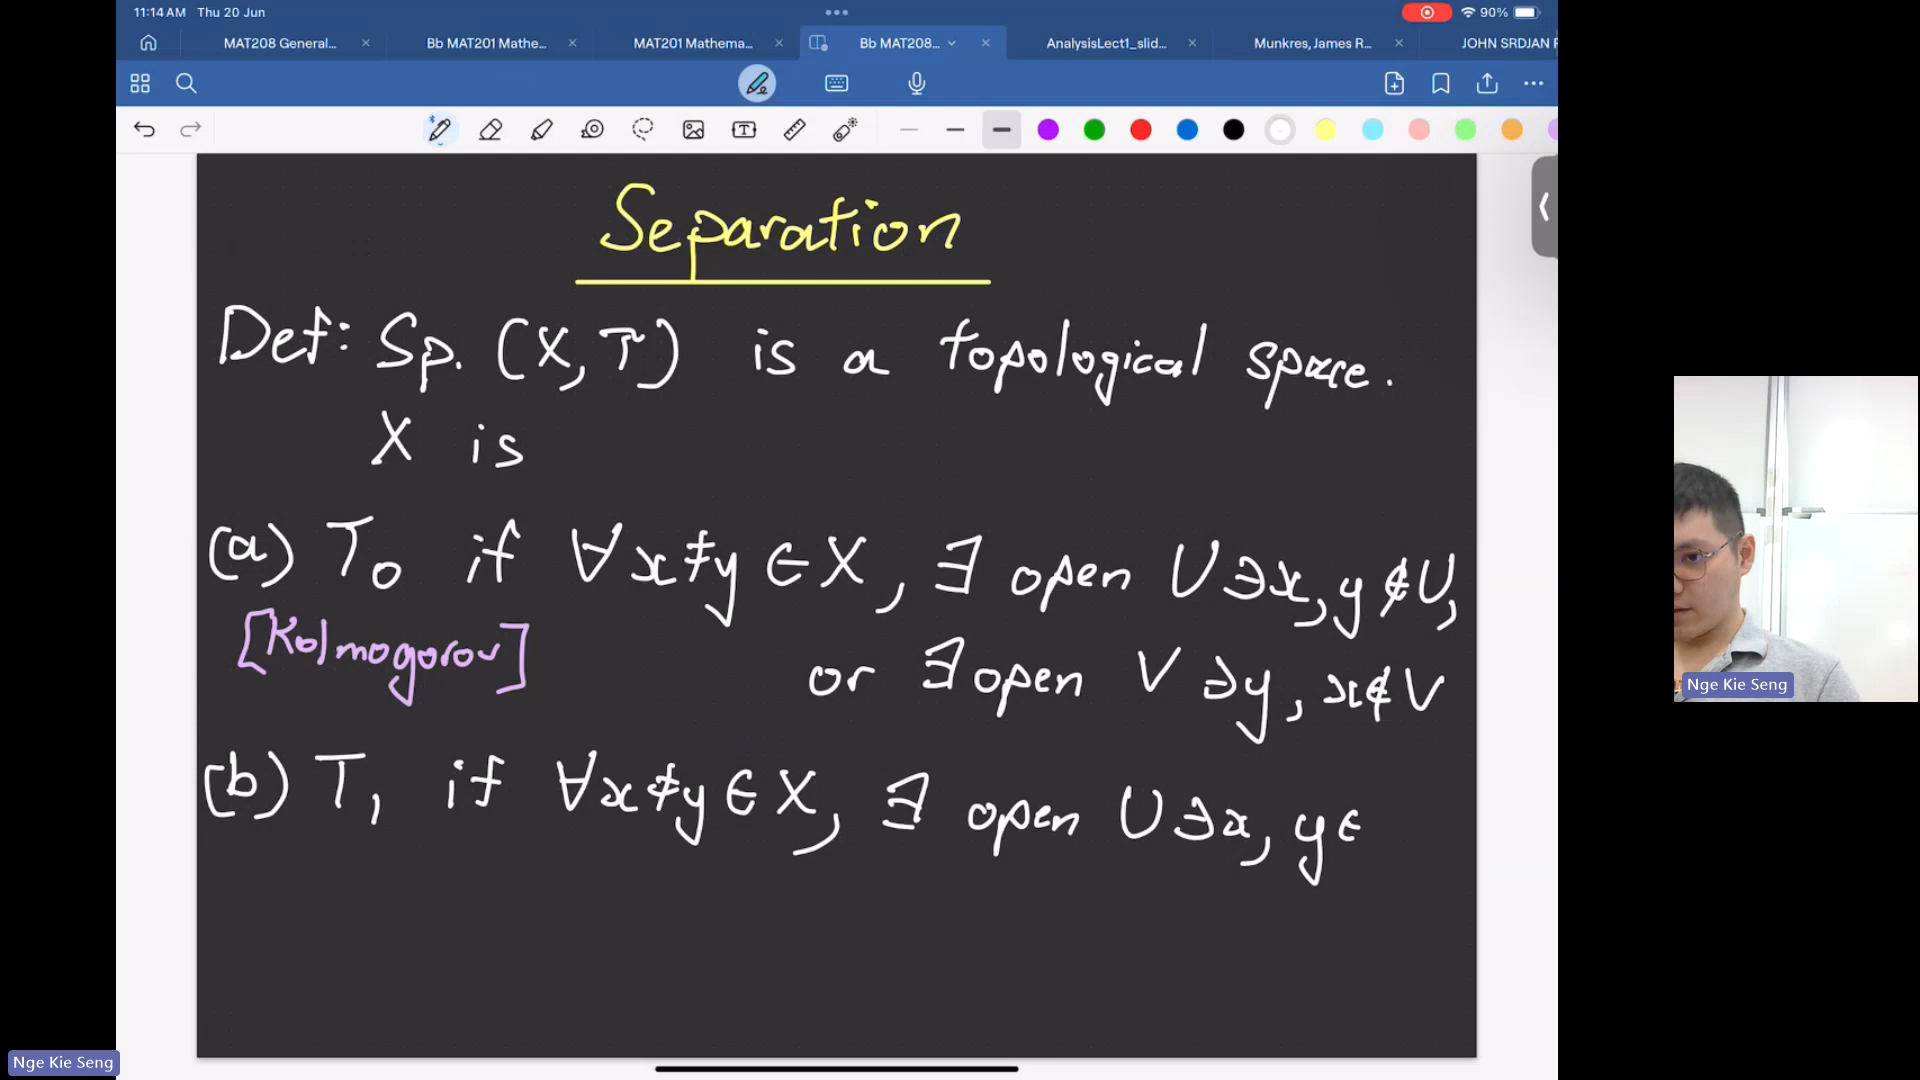 11:14 AM Thu 20 Jun
90%
MAT208 General... Bb MAT201 Mathe... MAT201 Mathema... Bb MAT208... AnalysisLect1_slid... Munkres, James R... JOHN SRDJAN P
Separation
Def: Sp. (X, T) is a topological space.
X is
(a) T₀ if ∀x≠y ∈ X, ∃ open U∋x, y∉U,
[Kolmogorov] or ∃ open V∋y, x∉V
(b) T₁ if ∀x≠y ∈ X, ∃ open U∋x, y∈
Nge Kie Seng
Nge Kie Seng